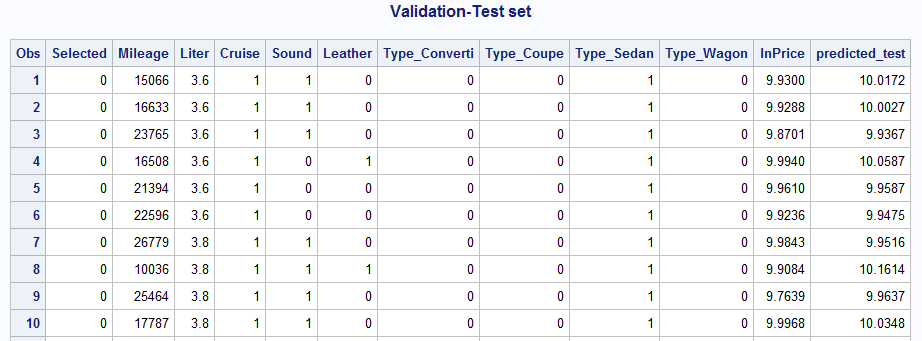 Validation-Test set
Obs Selected Mileage Liter Cruise Sound Leather Type_Converti Type_Coupe Type_Sedan Type_Wagon lnPrice predicted_test
1 0 15066 3.6 1 1 0 0 0 1 0 9.9300 10.0172
2 0 16633 3.6 1 1 0 0 0 1 0 9.9288 10.0027
3 0 23765 3.6 1 1 0 0 0 1 0 9.8701 9.9367
4 0 16508 3.6 1 0 1 0 0 1 0 9.9940 10.0587
5 0 21394 3.6 1 0 0 0 0 1 0 9.9610 9.9587
6 0 22596 3.6 1 0 0 0 0 1 0 9.9236 9.9475
7 0 26779 3.8 1 1 0 0 0 1 0 9.9843 9.9516
8 0 10036 3.8 1 1 1 0 0 1 0 9.9084 10.1614
9 0 25464 3.8 1 1 0 0 0 1 0 9.7639 9.9637
10 0 17787 3.8 1 1 0 0 0 1 0 9.9968 10.0348